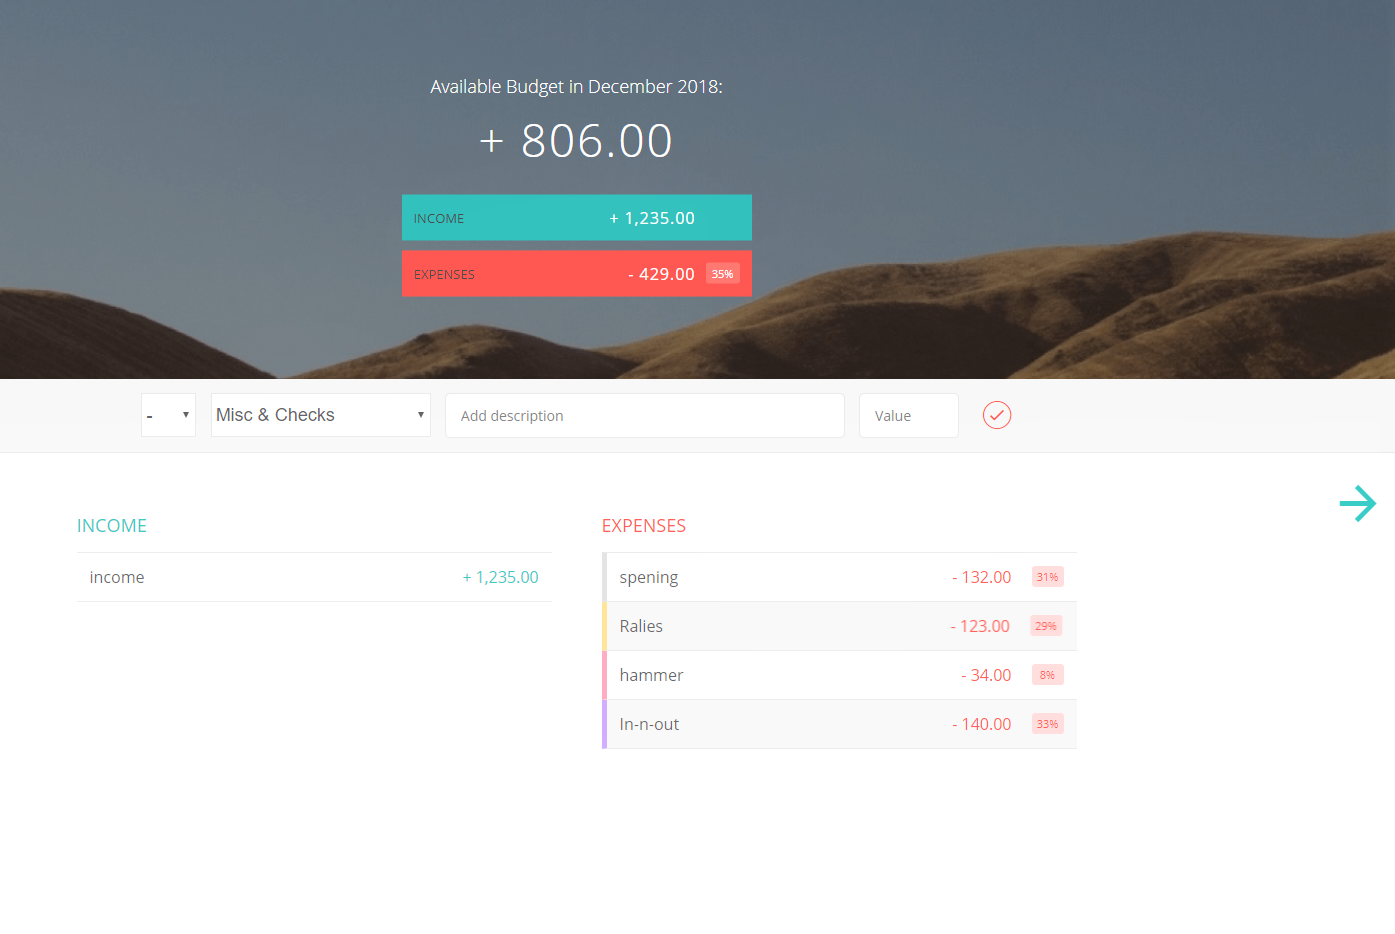 Available Budget in December 2018:
+ 806.00
INCOME + 1,235.00
EXPENSES - 429.00 35%
- Misc & Checks Add description Value
INCOME
income + 1,235.00
EXPENSES
spening - 132.00 31%
Ralies - 123.00 29%
hammer - 34.00 8%
In-n-out - 140.00 33%